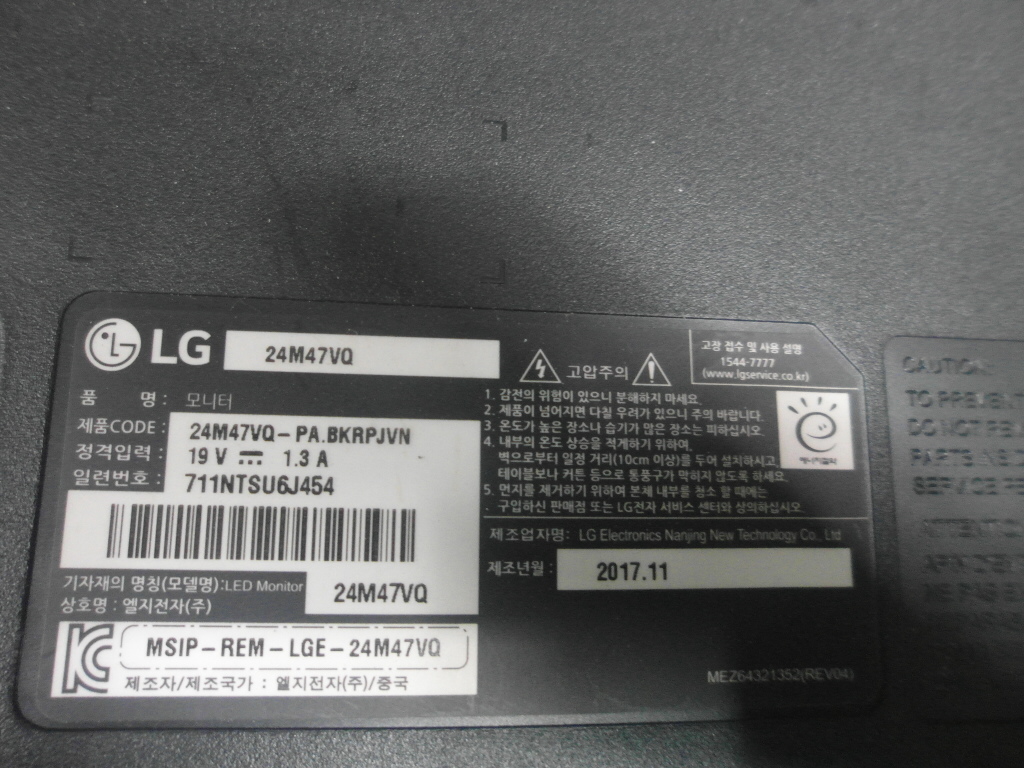 LG 24M47VQ
품 명 : 모니터
제품CODE : 24M47VQ-PA.BKRPJVN
정격입력 : 19 V 1.3 A
일련번호 : 711NTSU6J454
기자재의 명칭(모델명):LED Monitor 24M47VQ
상호명 : 엘지전자(주)
MSIP-REM-LGE-24M47VQ
제조자/제조국가 : 엘지전자(주)/중국
고압주의
고장 접수 및 사용 설명
1544-7777
(www.lgservice.co.kr)
1. 감전의 위험이 있으니 분해하지 마세요.
2. 제품이 넘어지면 다칠 우려가 있으니 주의 바랍니다.
3. 온도가 높은 장소나 습기가 많은 장소는 피하십시오.
4. 내부의 온도 상승을 적게하기 위하여,
벽으로부터 일정 거리(10cm 이상)를 두어 설치하시고,
테이블보나 커튼 등으로 통풍구가 막히지 않도록 하세요.
5. 먼지를 제거하기 위하여 본체 내부를 청소 할 때에는
구입하신 판매점 또는 LG전자 서비스 센터와 상의하십시오.
에너지절약
제조업자명: LG Electronics Nanjing New Technology Co., Ltd
제조년월 : 2017.11
MEZ64321352(REV04)
CAUTION:
TO PREVENT
DO NOT
PARTS INSIDE
SERVICE